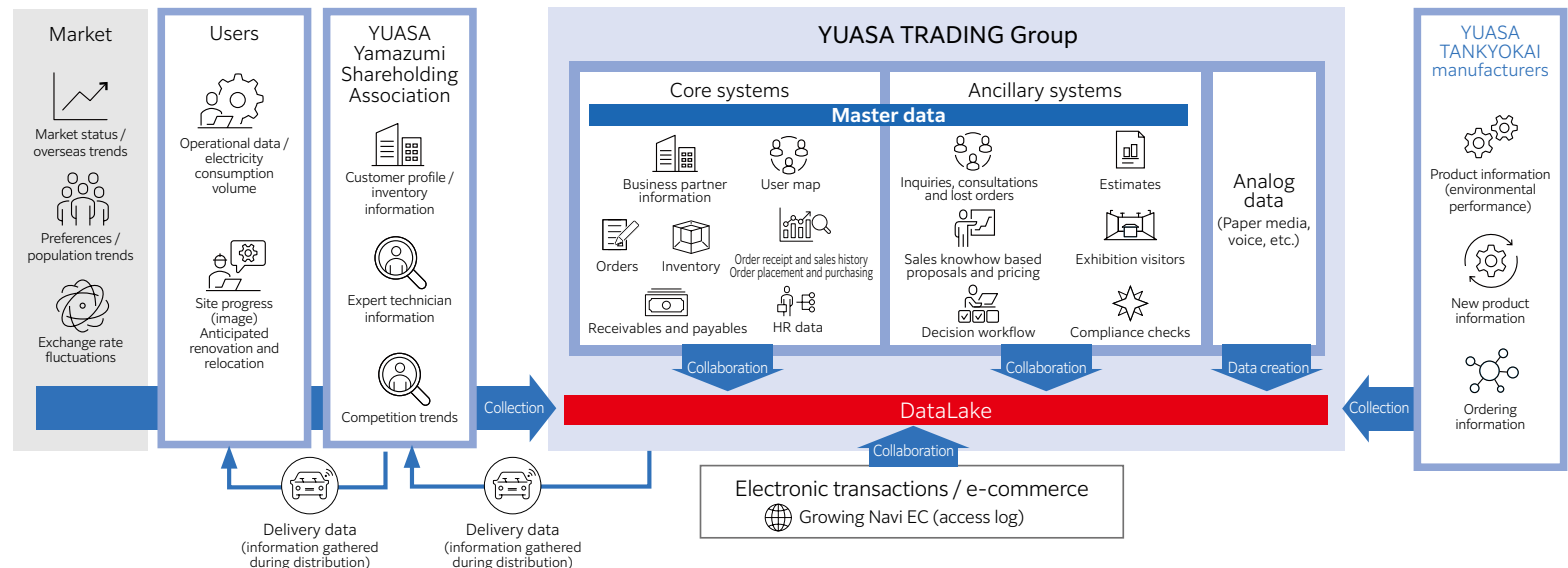 Market
Market status /
overseas trends
Preferences /
population trends
Exchange rate
fluctuations
Users
Operational data /
electricity
consumption
volume
Site progress
(image)
Anticipated
renovation and
relocation
YUASA
Yamazumi
Shareholding
Association
Customer profile /
inventory
information
Expert technician
information
Competition trends
Collection
YUASA TRADING Group
Core systems
Ancillary systems
Master data
Business partner
information
User map
Orders
Inventory
Order receipt and sales history
Order placement and purchasing
Receivables and payables
HR data
Inquiries, consultations
and lost orders
Estimates
Sales knowhow based
proposals and pricing
Exhibition visitors
Decision workflow
Compliance checks
Analog
data
(Paper media,
voice, etc.)
Collaboration
Collaboration
Data creation
DataLake
Collaboration
Electronic transactions / e-commerce
Growing Navi EC (access log)
Collection
YUASA
TANKYOKAI
manufacturers
Product information
(environmental
performance)
New product
information
Ordering
information
Delivery data
(information gathered
during distribution)
Delivery data
(information gathered
during distribution)